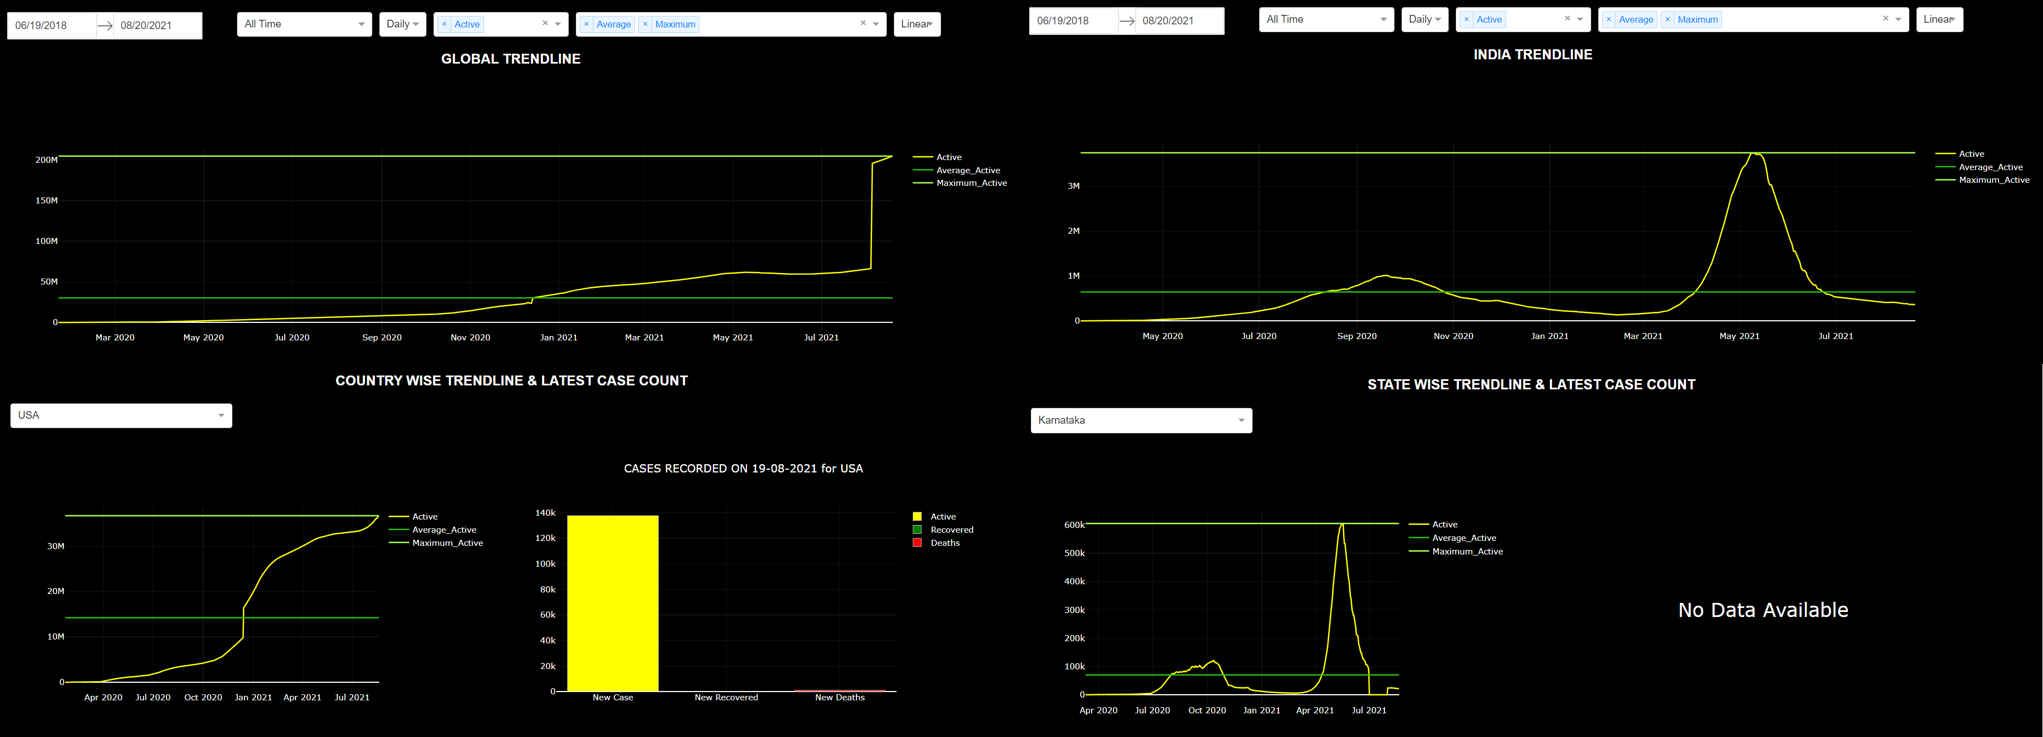 06/19/2018 → 08/20/2021 All Time Daily × Active × × Average × Maximum × Linear
GLOBAL TRENDLINE
200M
150M
100M
50M
0
Mar 2020 May 2020 Jul 2020 Sep 2020 Nov 2020 Jan 2021 Mar 2021 May 2021 Jul 2021
Active
Average_Active
Maximum_Active
COUNTRY WISE TRENDLINE & LATEST CASE COUNT
USA
30M
20M
10M
0
Apr 2020 Jul 2020 Oct 2020 Jan 2021 Apr 2021 Jul 2021
Active
Average_Active
Maximum_Active
CASES RECORDED ON 19-08-2021 for USA
140k
120k
100k
80k
60k
40k
20k
0
New Case New Recovered New Deaths
Active
Recovered
Deaths
06/19/2018 → 08/20/2021 All Time Daily × Active × × Average × Maximum × Linear
INDIA TRENDLINE
3M
2M
1M
0
May 2020 Jul 2020 Sep 2020 Nov 2020 Jan 2021 Mar 2021 May 2021 Jul 2021
Active
Average_Active
Maximum_Active
STATE WISE TRENDLINE & LATEST CASE COUNT
Karnataka
600k
500k
400k
300k
200k
100k
0
Apr 2020 Jul 2020 Oct 2020 Jan 2021 Apr 2021 Jul 2021
Active
Average_Active
Maximum_Active
No Data Available